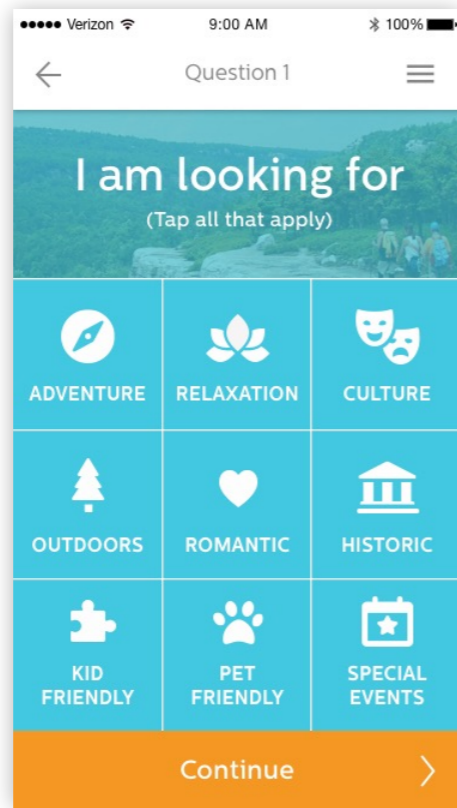 Verizon 9:00 AM 100%
Question 1
I am looking for
(Tap all that apply)
ADVENTURE RELAXATION CULTURE
OUTDOORS ROMANTIC HISTORIC
KID PET SPECIAL
FRIENDLY FRIENDLY EVENTS
Continue